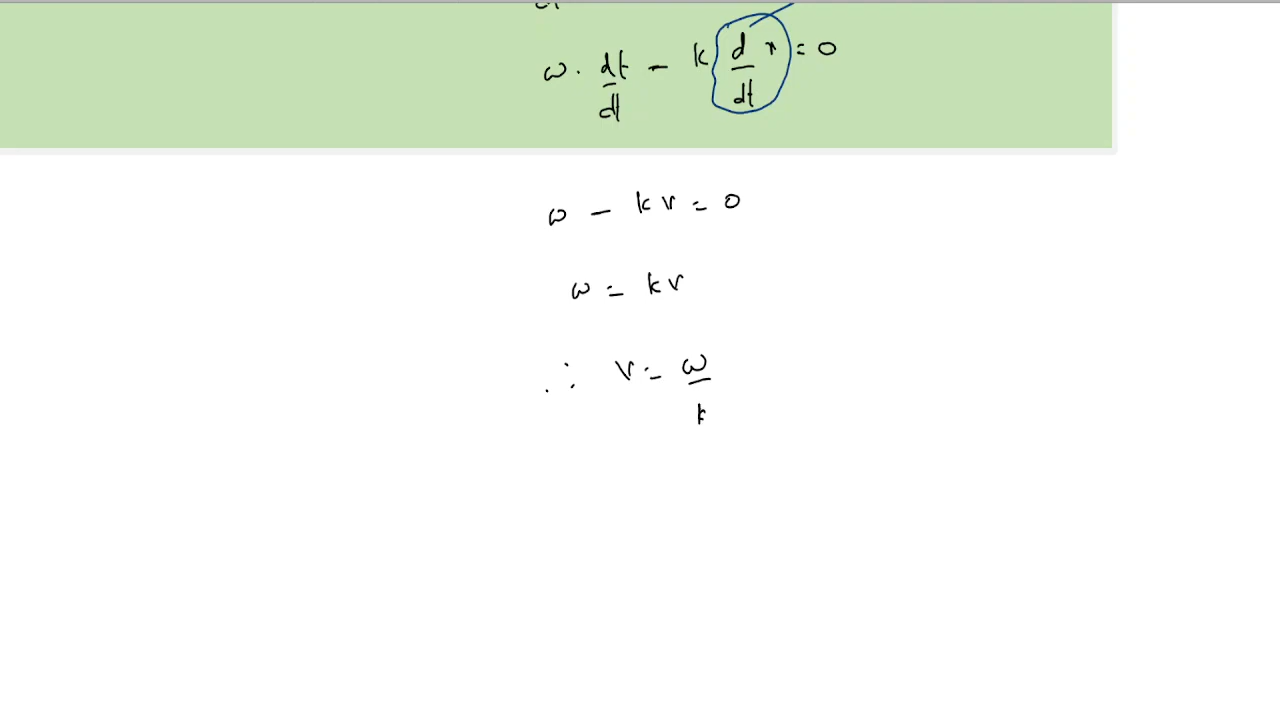 ω · dt/dt - k d/dt x = 0
ω - kv = 0
ω = kv
∴ v = ω/k